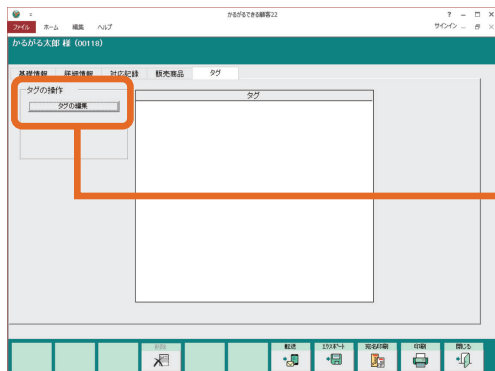 かるがるできる顧客22
ファイル ホーム 編集 ヘルプ サインイン ...
かるがる太郎 様 (00118)
基礎情報 詳細情報 対応記録 販売商品 タグ
タグの操作
タグの編集
タグ
削除 転送 エクスポート 宛名印刷 印刷 閉じる